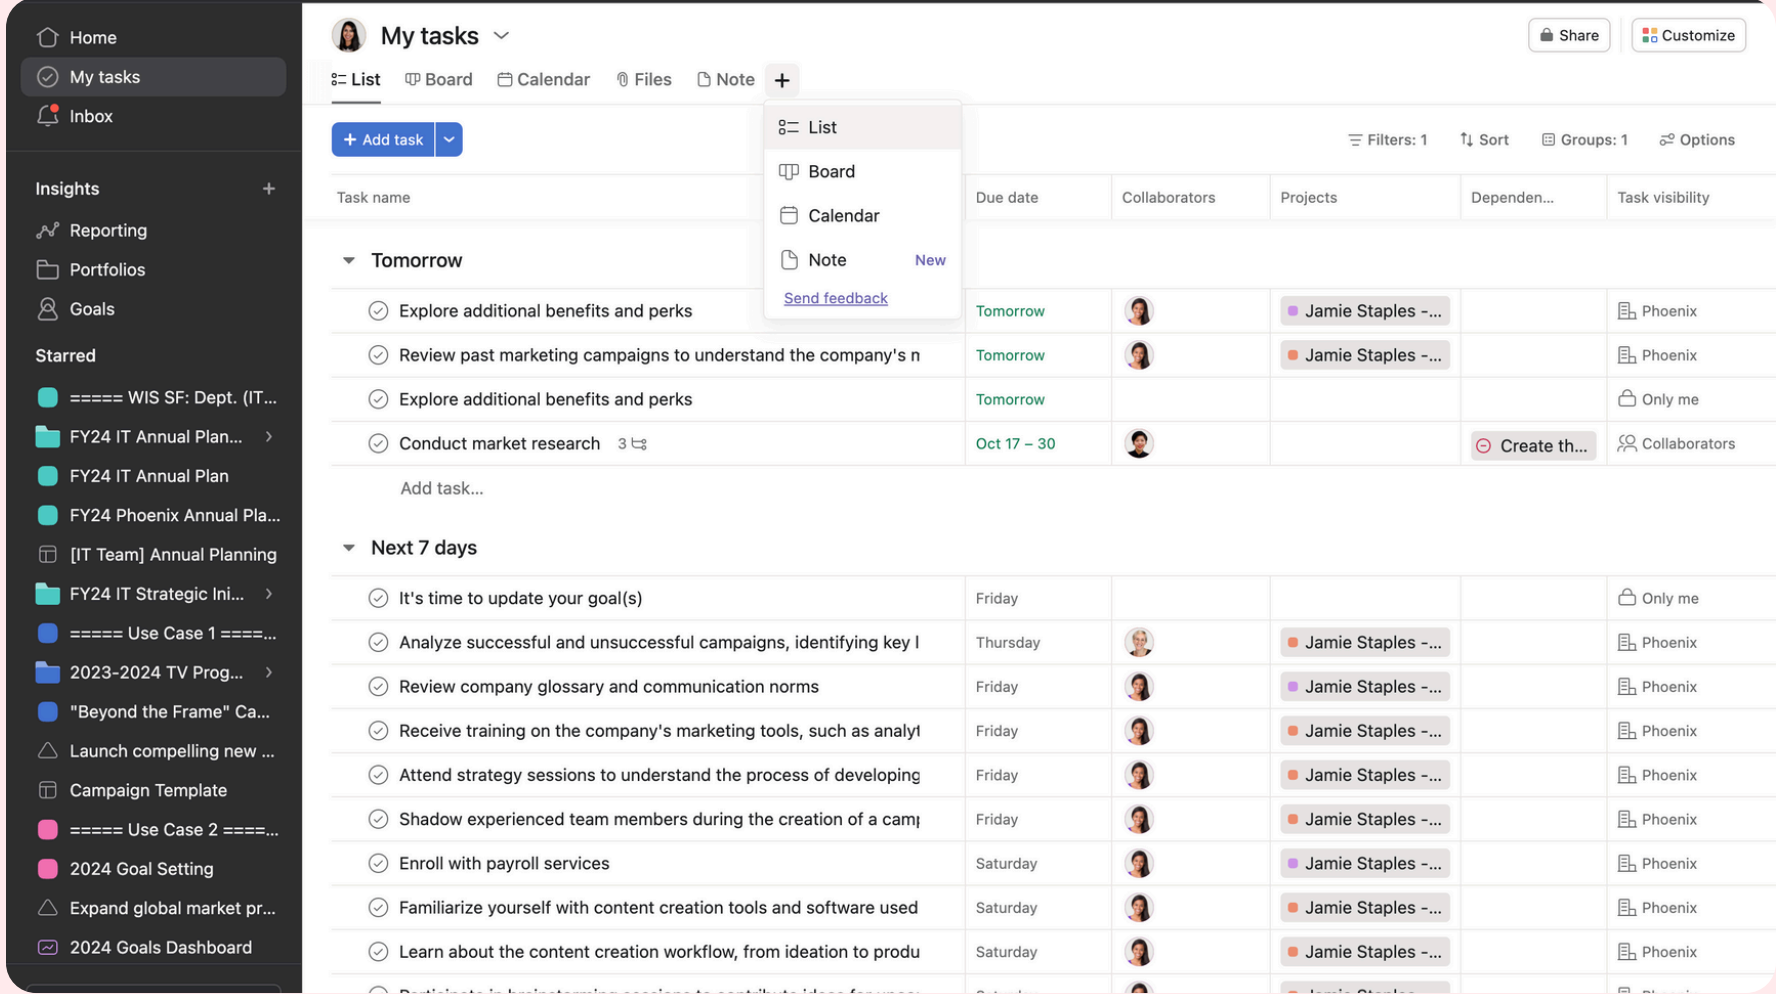 Home
My tasks
Inbox
Insights
Reporting
Portfolios
Goals
Starred
===== WIS SF: Dept. (IT...
FY24 IT Annual Plan...
FY24 IT Annual Plan
FY24 Phoenix Annual Pla...
[IT Team] Annual Planning
FY24 IT Strategic Ini...
===== Use Case 1 ====...
2023-2024 TV Prog...
"Beyond the Frame" Ca...
Launch compelling new ...
Campaign Template
===== Use Case 2 ====...
2024 Goal Setting
Expand global market pr...
2024 Goals Dashboard
My tasks
Share
Customize
List Board Calendar Files Note +
List
Board
Calendar
Note New
Send feedback
+ Add task
Filters: 1 Sort Groups: 1 Options
Task name Due date Collaborators Projects Dependen... Task visibility
Tomorrow
Explore additional benefits and perks Tomorrow Jamie Staples -... Phoenix
Review past marketing campaigns to understand the company's Tomorrow Jamie Staples -... Phoenix
Explore additional benefits and perks Tomorrow Only me
Conduct market research 3 Oct 17 – 30 Create th... Collaborators
Add task...
Next 7 days
It's time to update your goal(s) Friday Only me
Analyze successful and unsuccessful campaigns, identifying key Thursday Jamie Staples -... Phoenix
Review company glossary and communication norms Friday Jamie Staples -... Phoenix
Receive training on the company's marketing tools, such as Friday Jamie Staples -... Phoenix
Attend strategy sessions to understand the process of developing Friday Jamie Staples -... Phoenix
Shadow experienced team members during the creation of a Friday Jamie Staples -... Phoenix
Enroll with payroll services Saturday Jamie Staples -... Phoenix
Familiarize yourself with content creation tools and software used Saturday Jamie Staples -... Phoenix
Learn about the content creation workflow, from ideation to produ Saturday Jamie Staples -... Phoenix